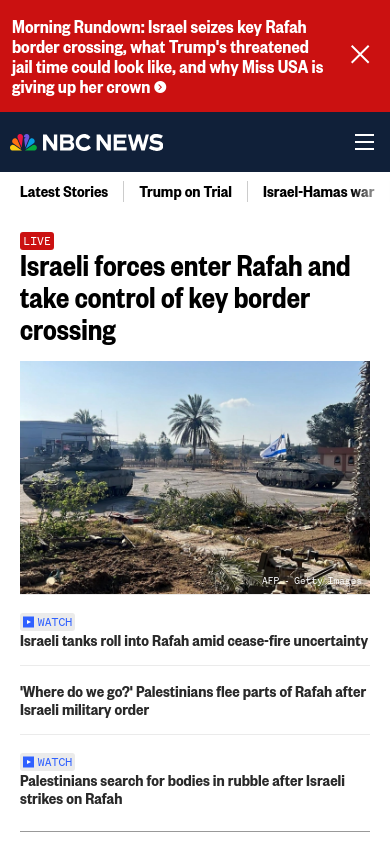 Morning Rundown: Israel seizes key Rafah
border crossing, what Trump's threatened
jail time could look like, and why Miss USA is
giving up her crown
NBC NEWS
Latest Stories
Trump on Trial
Israel-Hamas war
LIVE
Israeli forces enter Rafah and
take control of key border
crossing
AFP - Getty Images
WATCH
Israeli tanks roll into Rafah amid cease-fire uncertainty
'Where do we go?' Palestinians flee parts of Rafah after
Israeli military order
WATCH
Palestinians search for bodies in rubble after Israeli
strikes on Rafah